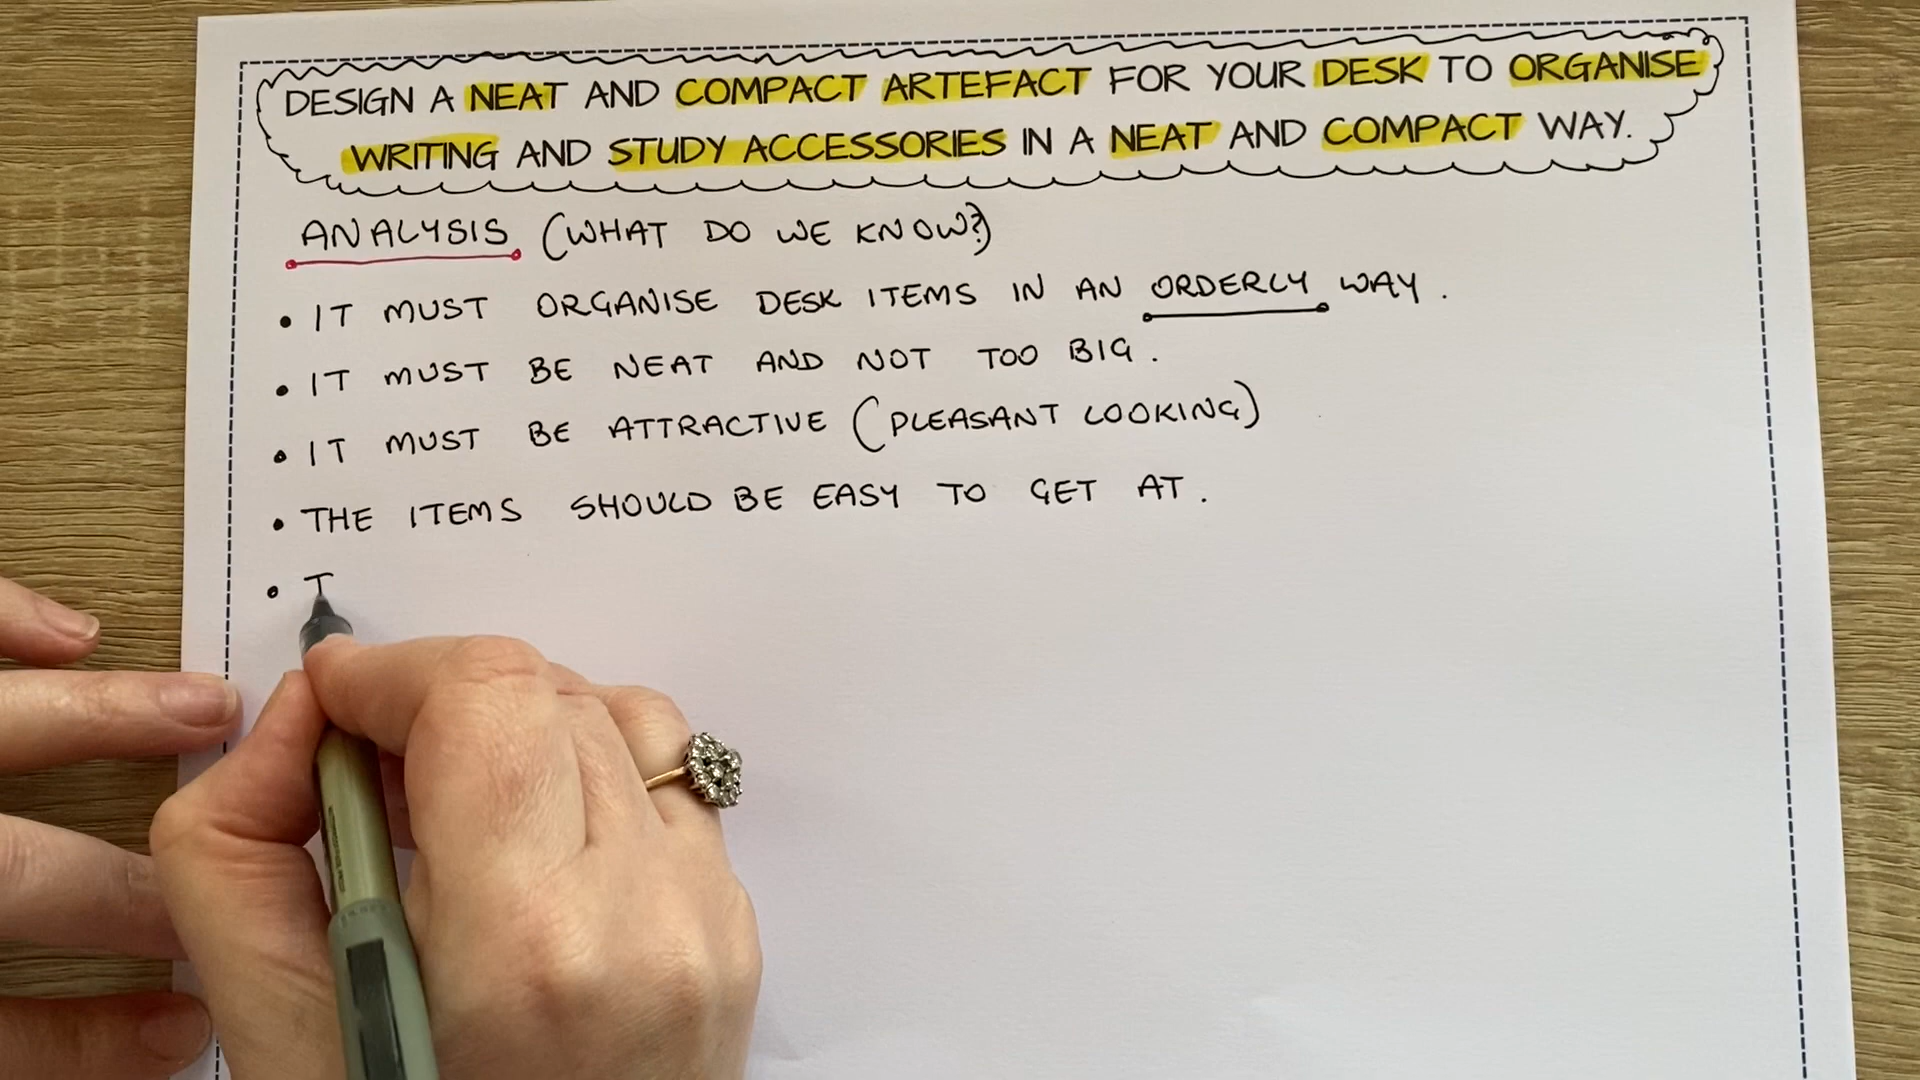 DESIGN A NEAT AND COMPACT ARTEFACT FOR YOUR DESK TO ORGANISE
WRITING AND STUDY ACCESSORIES IN A NEAT AND COMPACT WAY.
ANALYSIS (WHAT DO WE KNOW?)
• IT MUST ORGANISE DESK ITEMS IN AN ORDERLY WAY.
• IT MUST BE NEAT AND NOT TOO BIG.
• IT MUST BE ATTRACTIVE (PLEASANT LOOKING)
• THE ITEMS SHOULD BE EASY TO GET AT.
• T